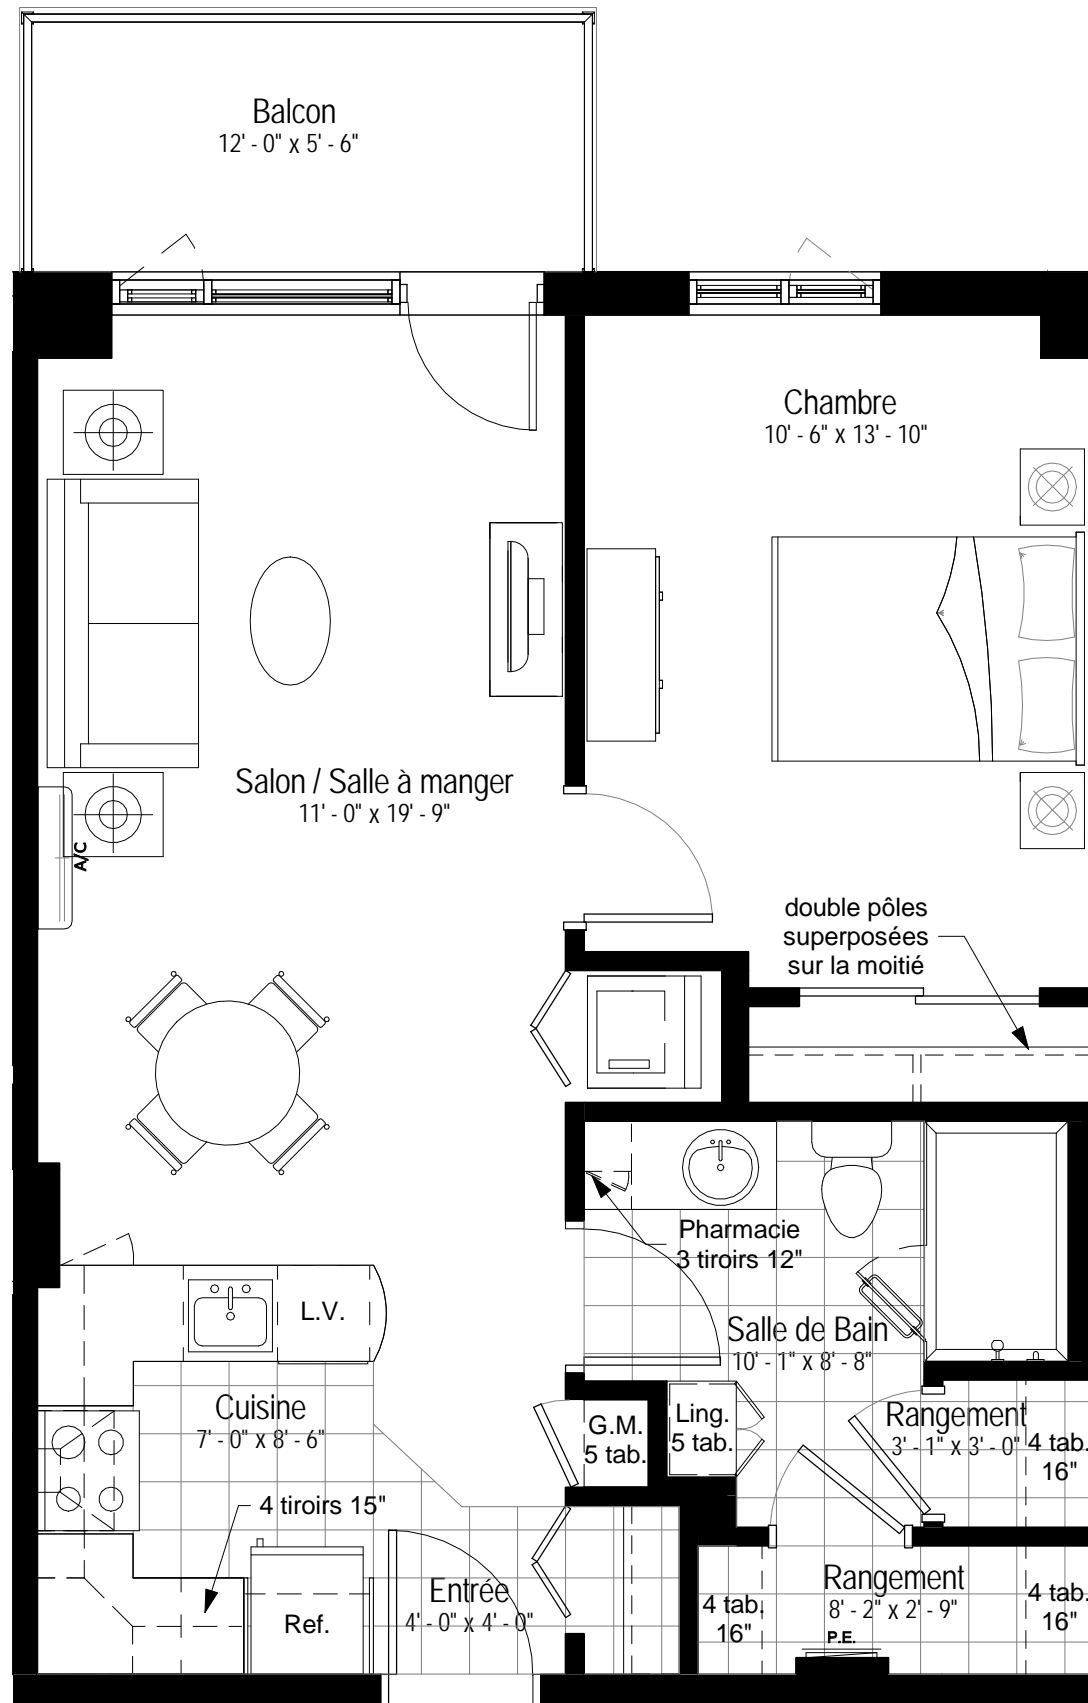 Balcon
12' - 0" x 5' - 6"
Chambre
10' - 6" x 13' - 10"
Salon / Salle à manger
11' - 0" x 19' - 9"
A/C
double pôles
superposées
sur la moitié
Pharmacie
3 tiroirs 12"
L.V.
Salle de Bain
10' - 1" x 8' - 8"
Cuisine
7' - 0" x 8' - 6"
G.M.
5 tab.
Ling.
5 tab.
Rangement
3' - 1" x 3' - 0"
4 tab.
16"
4 tiroirs 15"
Ref.
Entrée
4' - 0" x 4' - 0"
4 tab.
16"
Rangement
8' - 2" x 2' - 9"
P.E.
4 tab.
16"